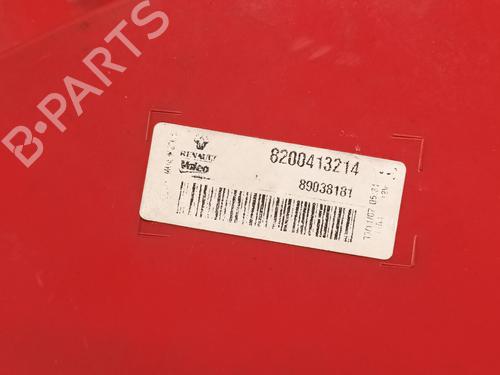 B-PARTS
RENAULT
Valeo
8200413214
89038181